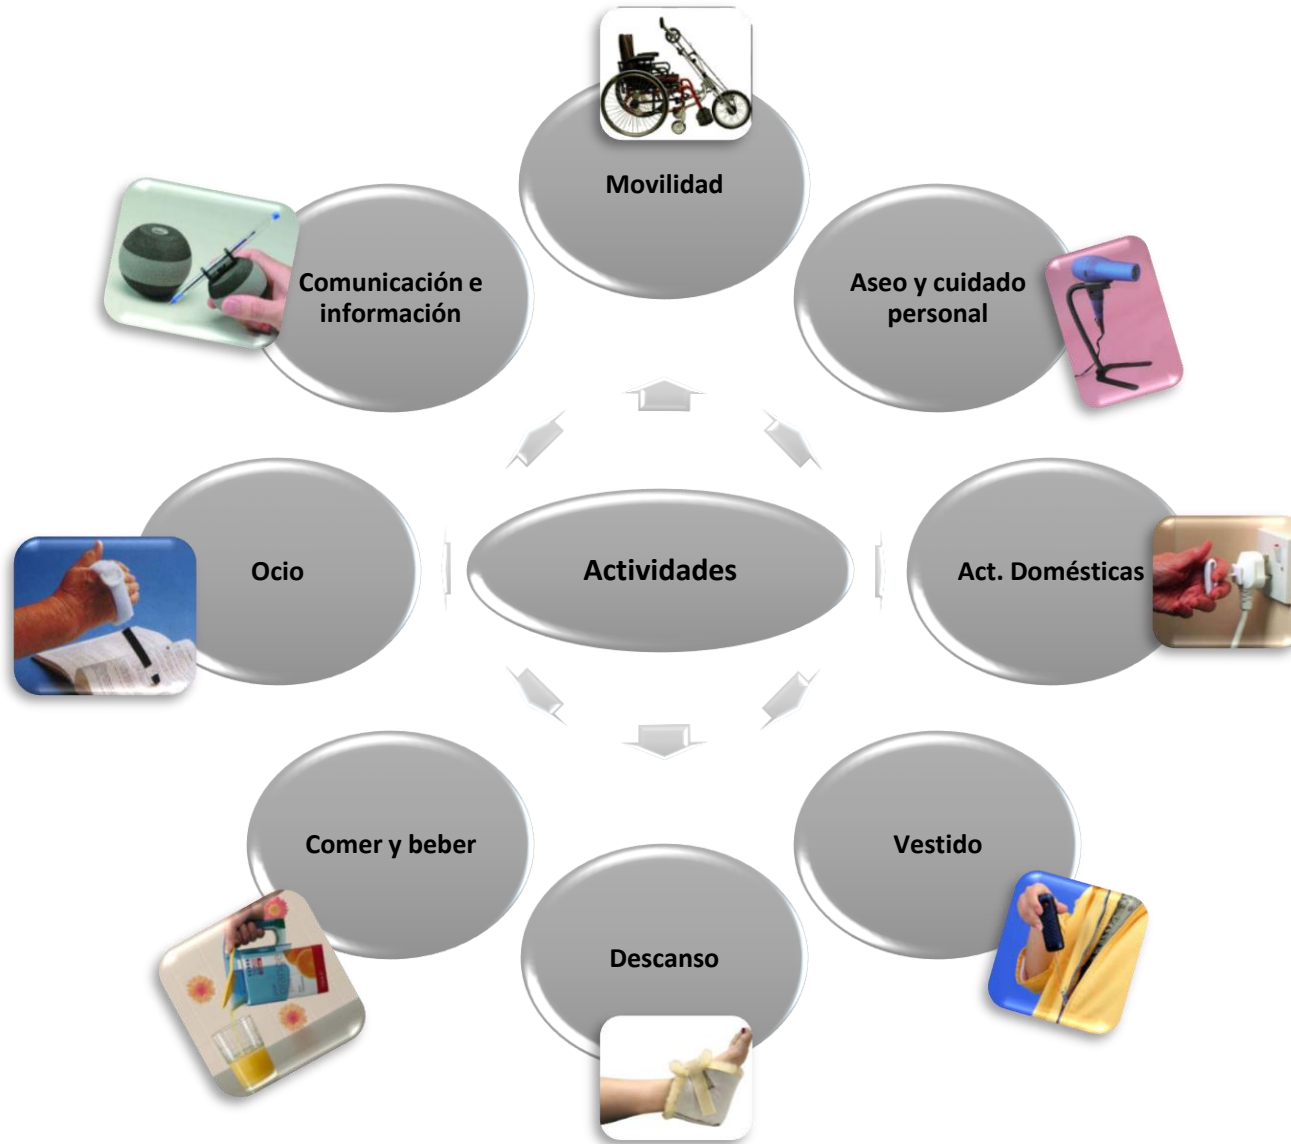 Movilidad
Comunicación e
información
Aseo y cuidado
personal
Ocio
Actividades
Act. Domésticas
Comer y beber
Vestido
Descanso